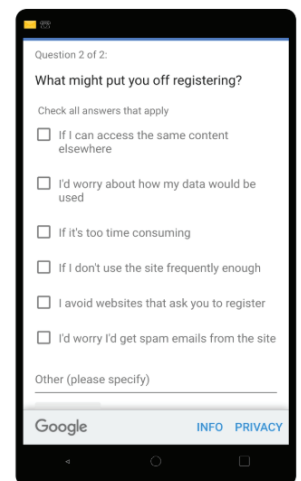 Question 2 of 2:
What might put you off registering?
Check all answers that apply
If I can access the same content
elsewhere
I'd worry about how my data would be
used
If it's too time consuming
If I don't use the site frequently enough
I avoid websites that ask you to register
I'd worry I'd get spam emails from the site
Other (please specify)
Google INFO PRIVACY